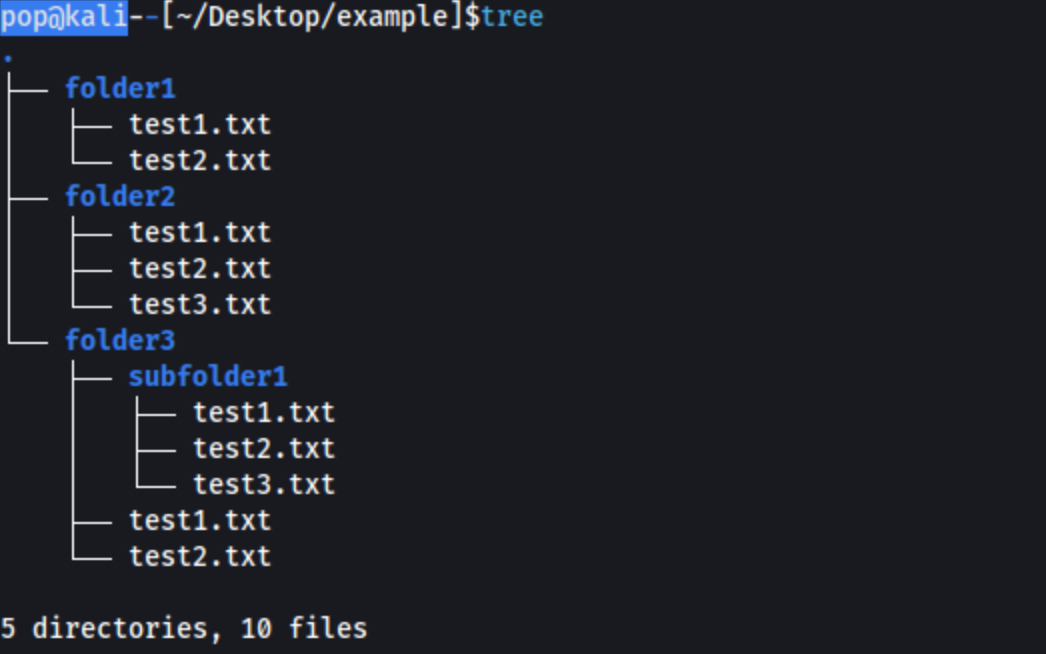 pop@kali--[~/Desktop/example]$tree
.
├── folder1
│   ├── test1.txt
│   └── test2.txt
├── folder2
│   ├── test1.txt
│   ├── test2.txt
│   └── test3.txt
└── folder3
    ├── subfolder1
    │   ├── test1.txt
    │   ├── test2.txt
    │   └── test3.txt
    ├── test1.txt
    └── test2.txt

5 directories, 10 files